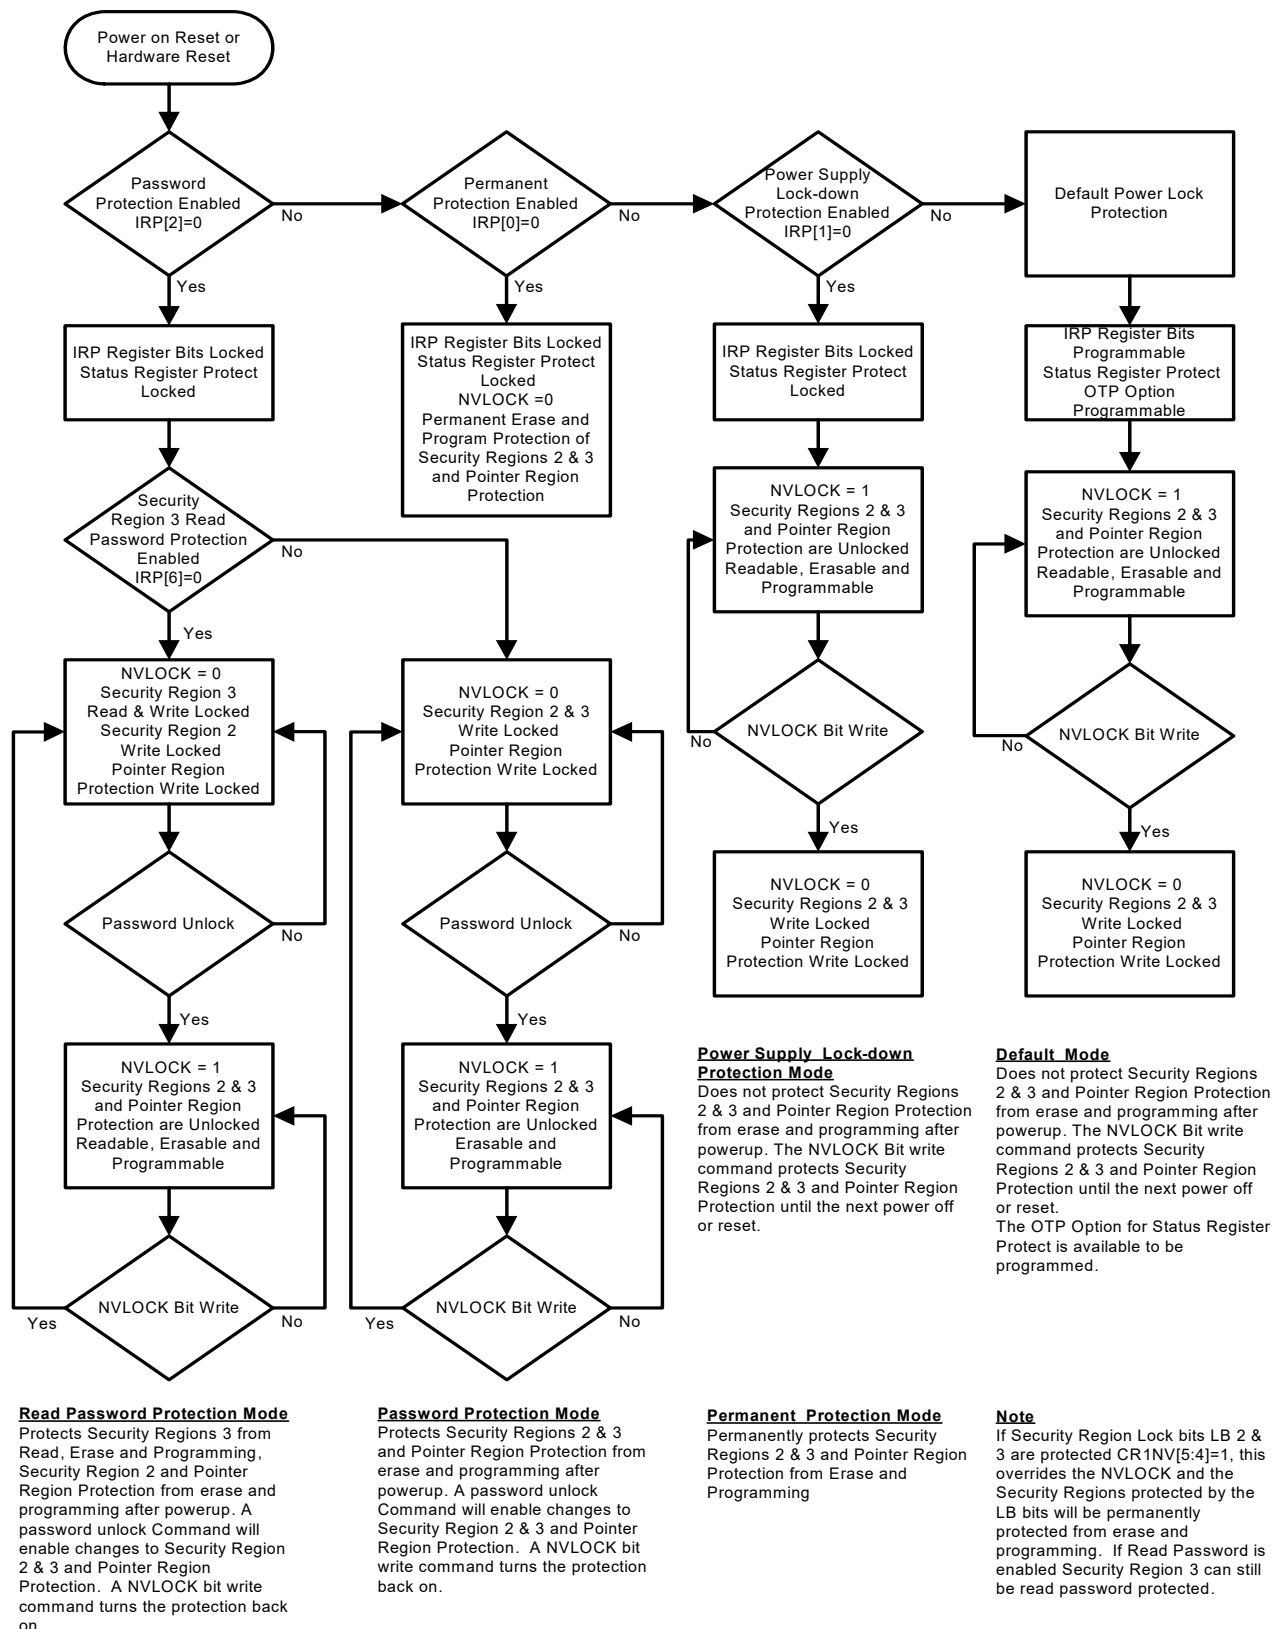 Power on Reset or
Hardware Reset
Password
Protection Enabled
IRP[2]=0
No
Yes
Permanent
Protection Enabled
IRP[0]=0
No
Yes
Power Supply
Lock-down
Protection Enabled
IRP[1]=0
No
Yes
Default Power Lock
Protection
IRP Register Bits Locked
Status Register Protect
Locked
IRP Register Bits Locked
Status Register Protect
Locked
NVLOCK =0
Permanent Erase and
Program Protection of
Security Regions 2 & 3
and Pointer Region
Protection
IRP Register Bits Locked
Status Register Protect
Locked
IRP Register Bits
Programmable
Status Register Protect
OTP Option
Programmable
Security
Region 3 Read
Password Protection
Enabled
IRP[6]=0
No
Yes
NVLOCK = 1
Security Regions 2 & 3
and Pointer Region
Protection are Unlocked
Readable, Erasable and
Programmable
NVLOCK = 1
Security Regions 2 & 3
and Pointer Region
Protection are Unlocked
Readable, Erasable and
Programmable
NVLOCK = 0
Security Region 3
Read & Write Locked
Security Region 2
Write Locked
Pointer Region
Protection Write Locked
NVLOCK = 0
Security Region 2 & 3
Write Locked
Pointer Region
Protection Write Locked
NVLOCK Bit Write
No
Yes
NVLOCK Bit Write
No
Yes
Password Unlock
No
Yes
Password Unlock
No
Yes
NVLOCK = 0
Security Regions 2 & 3
Write Locked
Pointer Region
Protection Write Locked
NVLOCK = 0
Security Regions 2 & 3
Write Locked
Pointer Region
Protection Write Locked
NVLOCK = 1
Security Regions 2 & 3
and Pointer Region
Protection are Unlocked
Readable, Erasable and
Programmable
NVLOCK = 1
Security Regions 2 & 3
and Pointer Region
Protection are Unlocked
Erasable and
Programmable
NVLOCK Bit Write
Yes
No
NVLOCK Bit Write
Yes
No
Power Supply Lock-down
Protection Mode
Does not protect Security Regions
2 & 3 and Pointer Region Protection
from erase and programming after
powerup. The NVLOCK Bit write
command protects Security
Regions 2 & 3 and Pointer Region
Protection until the next power off
or reset.
Default Mode
Does not protect Security Regions
2 & 3 and Pointer Region Protection
from erase and programming after
powerup. The NVLOCK Bit write
command protects Security
Regions 2 & 3 and Pointer Region
Protection until the next power off
or reset.
The OTP Option for Status Register
Protect is available to be
programmed.
Read Password Protection Mode
Protects Security Regions 3 from
Read, Erase and Programming,
Security Region 2 and Pointer
Region Protection from erase and
programming after powerup. A
password unlock Command will
enable changes to Security Region
2 & 3 and Pointer Region
Protection. A NVLOCK bit write
command turns the protection back
on.
Password Protection Mode
Protects Security Regions 2 & 3
and Pointer Region Protection from
erase and programming after
powerup. A password unlock
Command will enable changes to
Security Region 2 & 3 and Pointer
Region Protection. A NVLOCK bit
write command turns the protection
back on.
Permanent Protection Mode
Permanently protects Security
Regions 2 & 3 and Pointer Region
Protection from Erase and
Programming
Note
If Security Region Lock bits LB 2 &
3 are protected CR1NV[5:4]=1, this
overrides the NVLOCK and the
Security Regions protected by the
LB bits will be permanently
protected from erase and
programming. If Read Password is
enabled Security Region 3 can still
be read password protected.